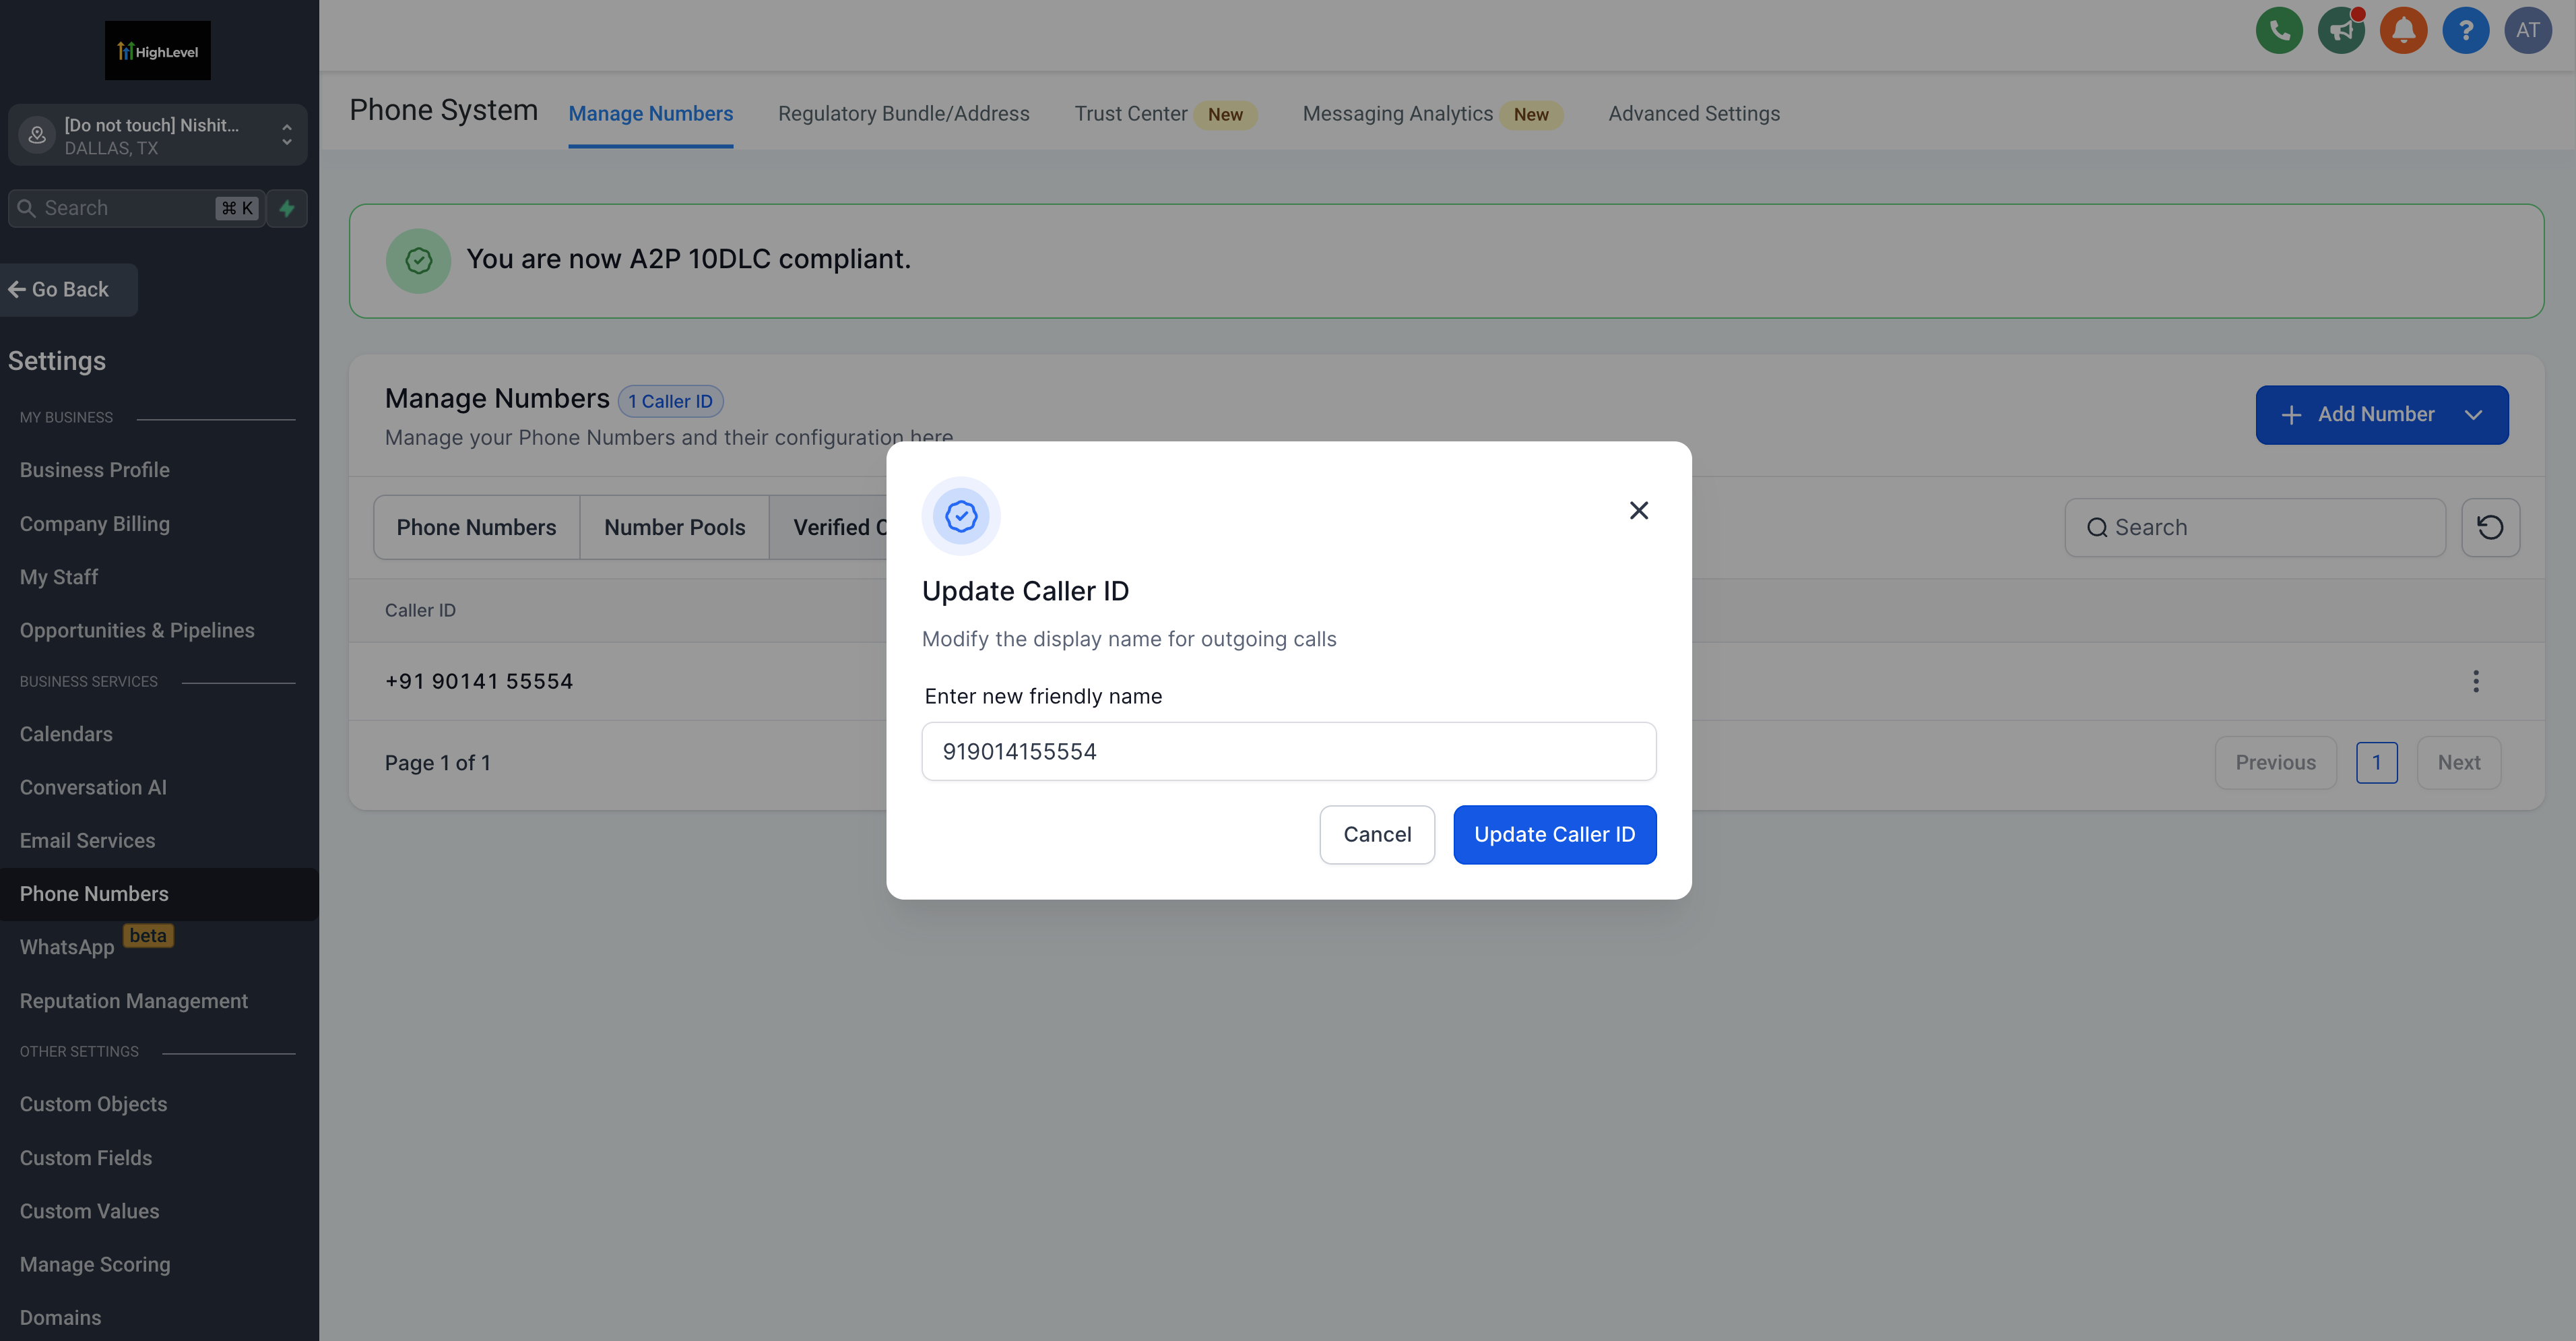 HighLevel
[Do not touch] Nishit...
DALLAS, TX
Search
⌘ K
Go Back
Settings
MY BUSINESS
Business Profile
Company Billing
My Staff
Opportunities & Pipelines
BUSINESS SERVICES
Calendars
Conversation AI
Email Services
Phone Numbers
WhatsApp beta
Reputation Management
OTHER SETTINGS
Custom Objects
Custom Fields
Custom Values
Manage Scoring
Domains
AT
Phone System
Manage Numbers
Regulatory Bundle/Address
Trust Center New
Messaging Analytics New
Advanced Settings
You are now A2P 10DLC compliant.
Manage Numbers 1 Caller ID
Manage your Phone Numbers and their configuration here
Add Number
Phone Numbers
Number Pools
Verified C
Search
Caller ID
+91 90141 55554
Page 1 of 1
Previous
1
Next
Update Caller ID
Modify the display name for outgoing calls
Enter new friendly name
919014155554
Cancel
Update Caller ID